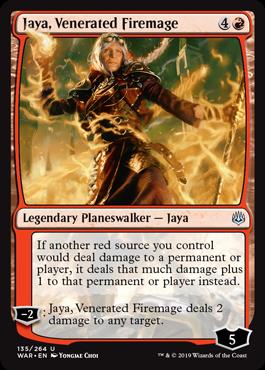 Jaya, Venerated Firemage 4
Legendary Planeswalker — Jaya
If another red source you control
would deal damage to a permanent or
player, it deals that much damage plus
1 to that permanent or player instead.
-2 : Jaya, Venerated Firemage deals 2
damage to any target.
5
135/264 U
WAR • EN Yongjae Choi
™ & © 2019 Wizards of the Coast